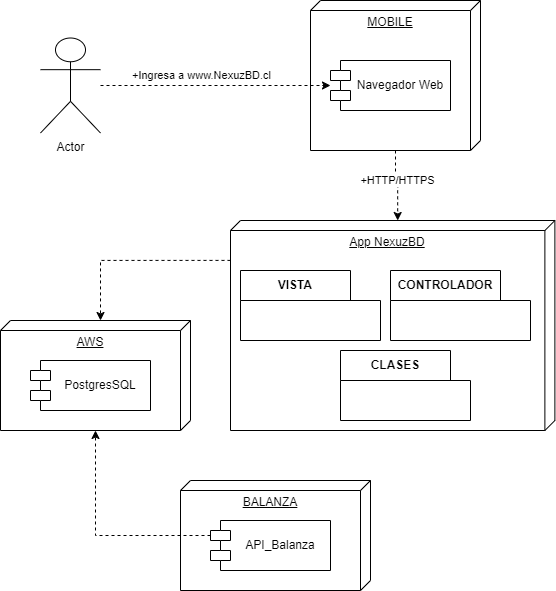 MOBILE
+Ingresa a www.NexuzBD.cl
Navegador Web
Actor
+HTTP/HTTPS
App NexuzBD
VISTA
CONTROLADOR
AWS
CLASES
PostgresSQL
BALANZA
API_Balanza